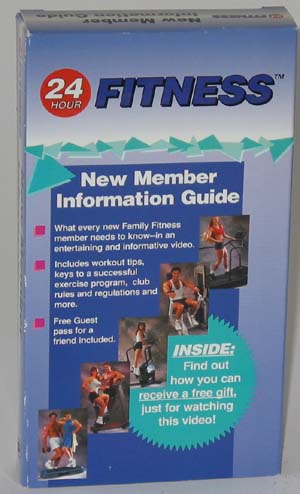 24 HOUR FITNESS
New Member
Information Guide
24
HOUR
FITNESS™
New Member
Information Guide
What every new Family Fitness
member needs to know–in an
entertaining and informative video.
Includes workout tips,
keys to a successful
exercise program, club
rules and regulations and
more.
Free Guest
pass for a
friend included.
INSIDE:
Find out
how you can
receive a free gift,
just for watching
this video!